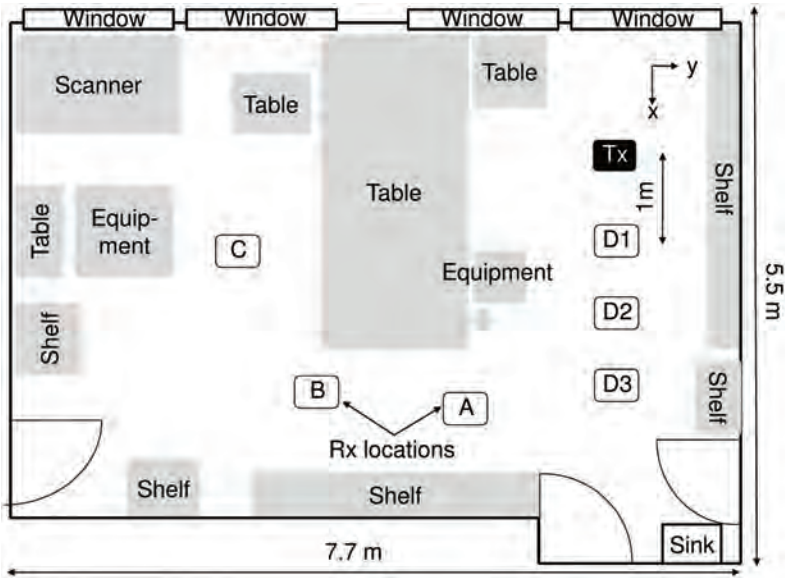 Window
Window
Window
Window
Scanner
Table
Table
y
x
Tx
1m
Shelf
Table
Table
Equip-
ment
C
D1
Equipment
5.5 m
D2
Shelf
B
A
D3
Shelf
Rx locations
Shelf
Shelf
7.7 m
Sink